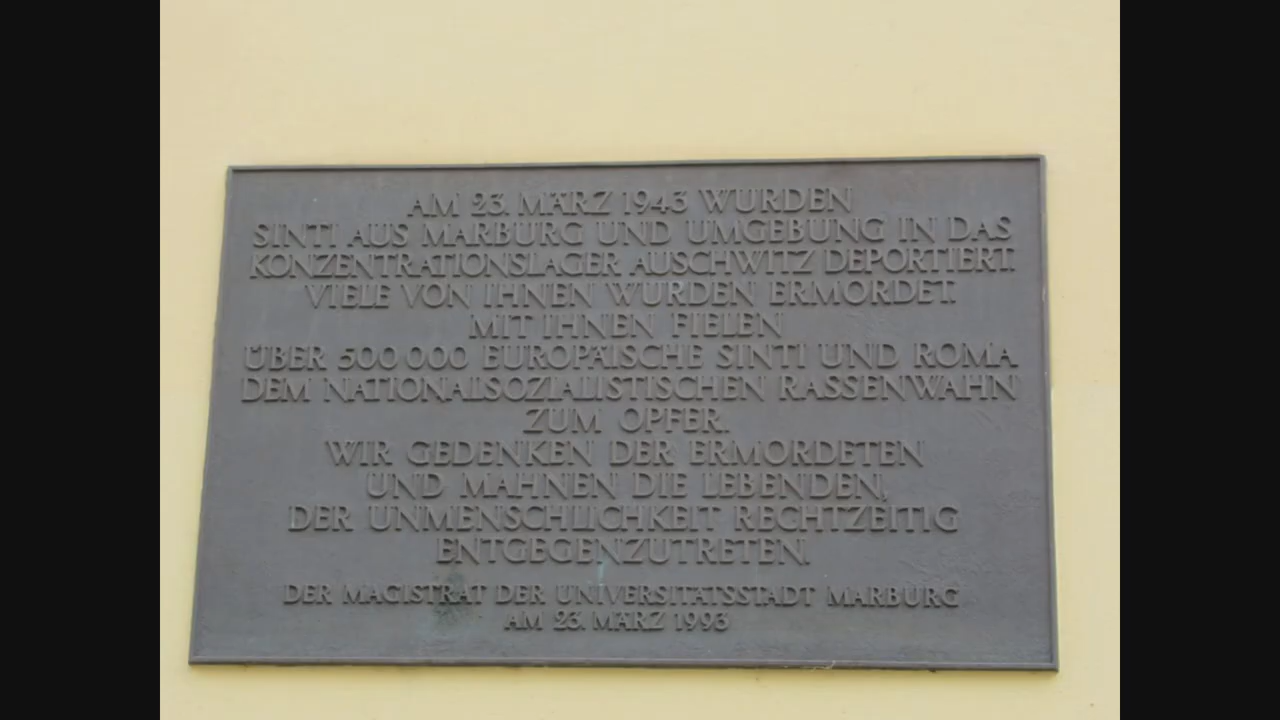 AM 23. MÄRZ 1943 WURDEN
SINTI AUS MARBURG UND UMGEBUNG IN DAS
KONZENTRATIONSLAGER AUSCHWITZ DEPORTIERT.
VIELE VON IHNEN WURDEN ERMORDET.
MIT IHNEN FIELEN
ÜBER 500 000 EUROPÄISCHE SINTI UND ROMA
DEM NATIONALSOZIALISTISCHEN RASSENWAHN
ZUM OPFER.
WIR GEDENKEN DER ERMORDETEN
UND MAHNEN DIE LEBENDEN,
DER UNMENSCHLICHKEIT RECHTZEITIG
ENTGEGENZUTRETEN.
DER MAGISTRAT DER UNIVERSITÄTSSTADT MARBURG
AM 23. MÄRZ 1993